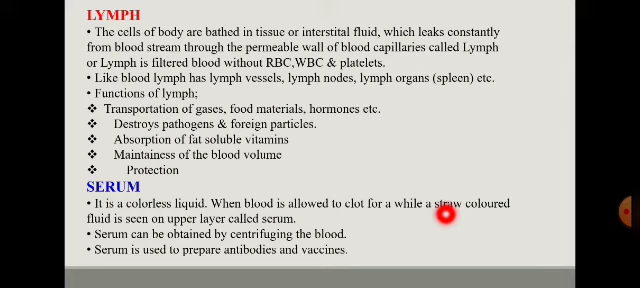 LYMPH
• The cells of body are bathed in tissue or interstital fluid, which leaks constantly
from blood stream through the permeable wall of blood capillaries called Lymph
or Lymph is filtered blood without RBC,WBC & platelets.
• Like blood lymph has lymph vessels, lymph nodes, lymph organs (spleen) etc.
• Functions of lymph;
❖ Transportation of gases, food materials, hormones etc.
❖ Destroys pathogens & foreign particles.
❖ Absorption of fat soluble vitamins
❖ Maintainess of the blood volume
❖ Protection
SERUM
• It is a colorless liquid. When blood is allowed to clot for a while a straw coloured
fluid is seen on upper layer called serum.
• Serum can be obtained by centrifuging the blood.
• Serum is used to prepare antibodies and vaccines.